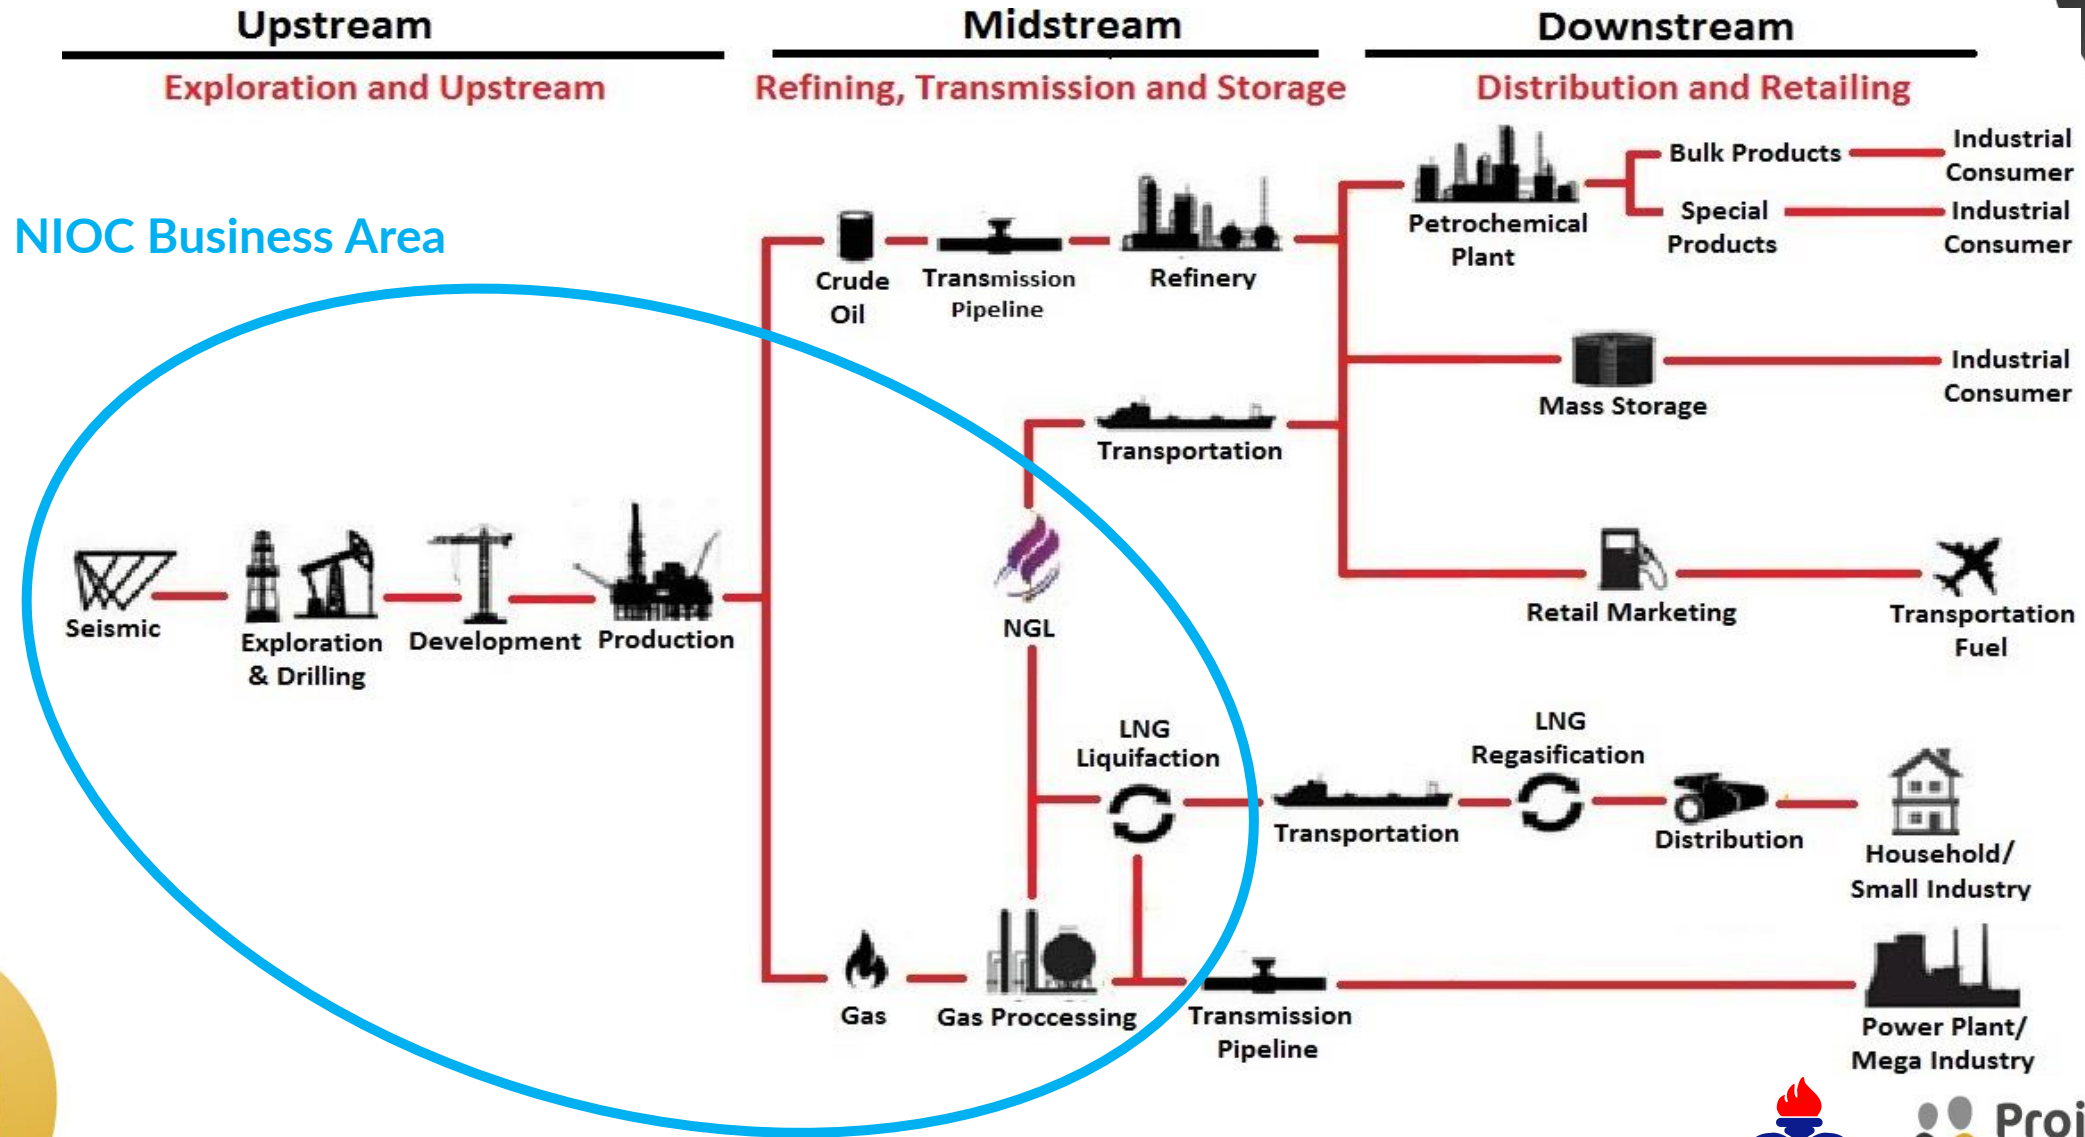 Upstream
Midstream
Downstream
Exploration and Upstream
Refining, Transmission and Storage
Distribution and Retailing
NIOC Business Area
Crude
Oil
Transmission
Pipeline
Refinery
Petrochemical
Plant
Bulk Products
Industrial
Consumer
Special
Products
Industrial
Consumer
Mass Storage
Industrial
Consumer
Transportation
Retail Marketing
Transportation
Fuel
Seismic
Exploration
& Drilling
Development
Production
NGL
LNG
Liquifaction
Transportation
LNG
Regasification
Distribution
Household/
Small Industry
Gas
Gas Proccessing
Transmission
Pipeline
Power Plant/
Mega Industry